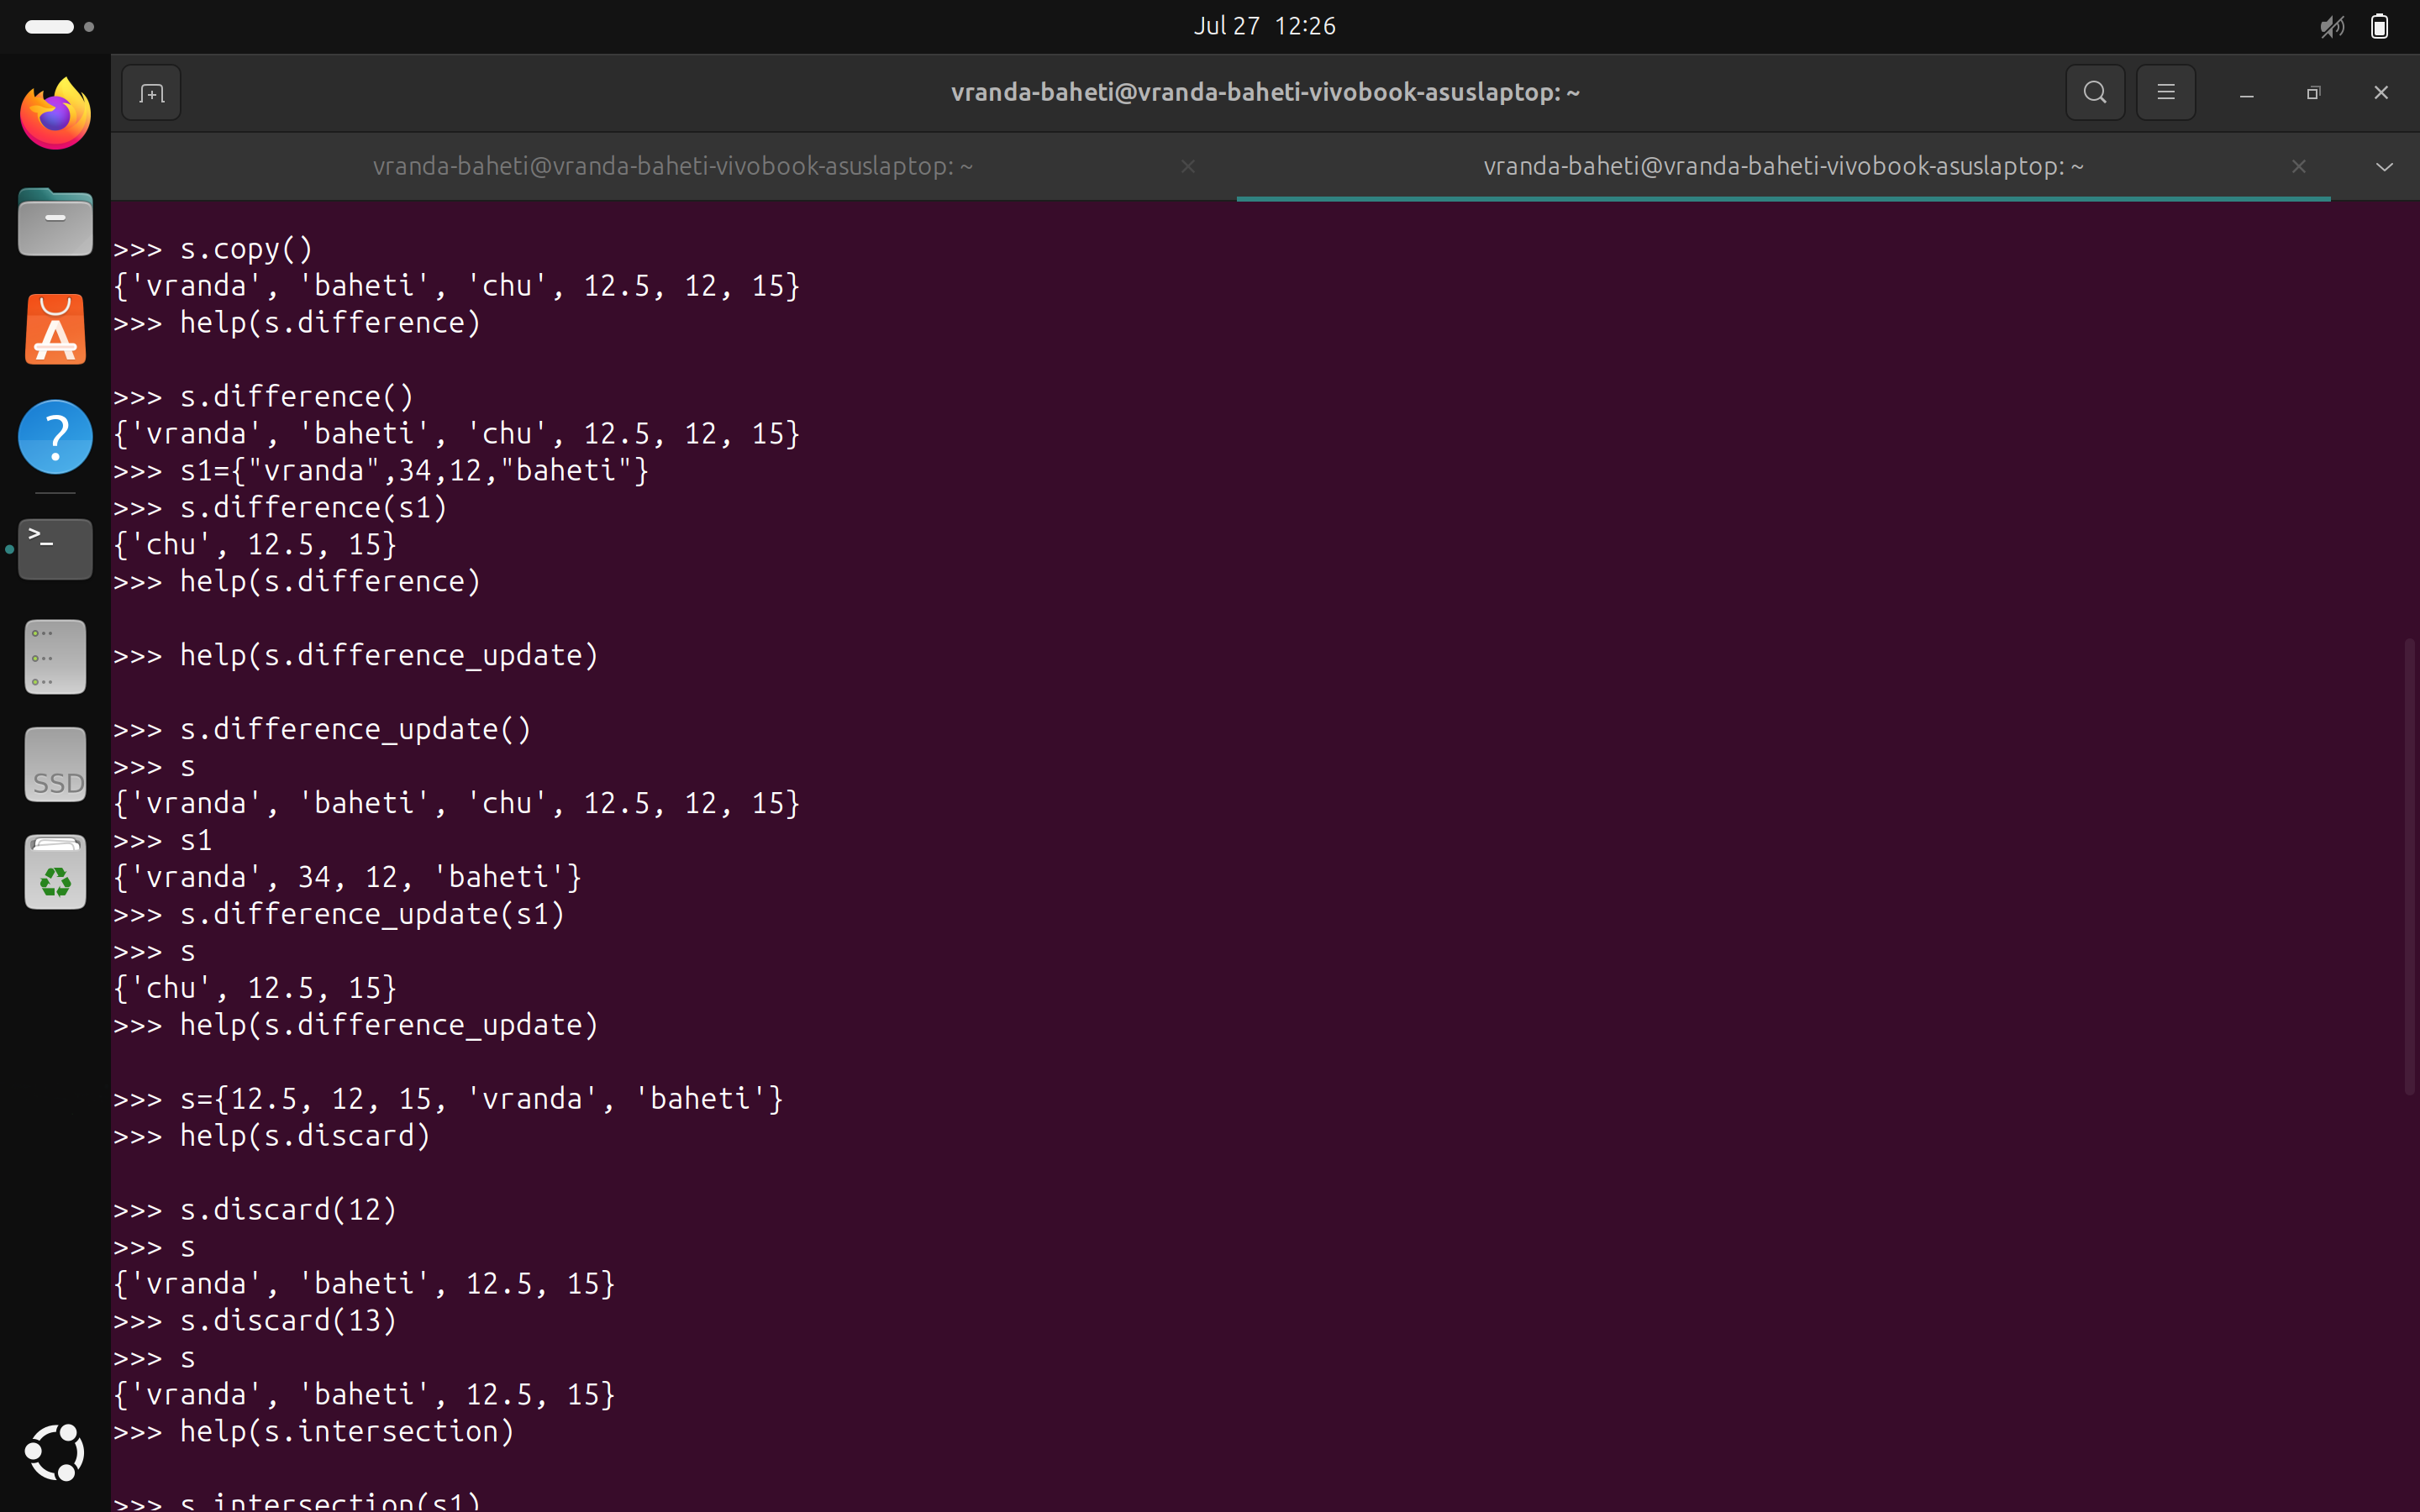 Jul 27 12:26
vranda-baheti@vranda-baheti-vivobook-asuslaptop: ~
vranda-baheti@vranda-baheti-vivobook-asuslaptop: ~
vranda-baheti@vranda-baheti-vivobook-asuslaptop: ~
>>> s.copy()
{'vranda', 'baheti', 'chu', 12.5, 12, 15}
>>> help(s.difference)
>>> s.difference()
{'vranda', 'baheti', 'chu', 12.5, 12, 15}
>>> s1={"vranda",34,12,"baheti"}
>>> s.difference(s1)
{'chu', 12.5, 15}
>>> help(s.difference)
>>> help(s.difference_update)
>>> s.difference_update()
>>> s
{'vranda', 'baheti', 'chu', 12.5, 12, 15}
>>> s1
{'vranda', 34, 12, 'baheti'}
>>> s.difference_update(s1)
>>> s
{'chu', 12.5, 15}
>>> help(s.difference_update)
>>> s={12.5, 12, 15, 'vranda', 'baheti'}
>>> help(s.discard)
>>> s.discard(12)
>>> s
{'vranda', 'baheti', 12.5, 15}
>>> s.discard(13)
>>> s
{'vranda', 'baheti', 12.5, 15}
>>> help(s.intersection)
>>> s.intersection(s1)
SSD